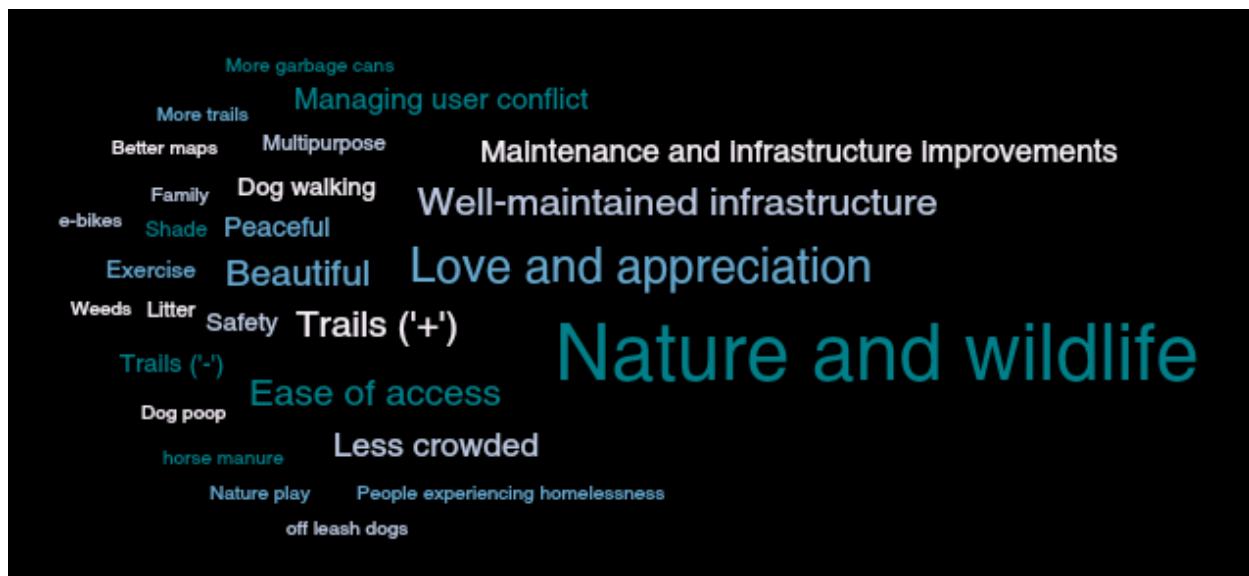 More garbage cans
Managing user conflict
More trails
Multipurpose
Better maps
Maintenance and Infrastructure Improvements
Family
Dog walking
Well-maintained infrastructure
e-bikes
Shade
Peaceful
Exercise
Beautiful
Love and appreciation
Weeds
Litter
Safety
Trails ('+')
Nature and wildlife
Trails ('-')
Ease of access
Dog poop
Less crowded
horse manure
Nature play
People experiencing homelessness
off leash dogs